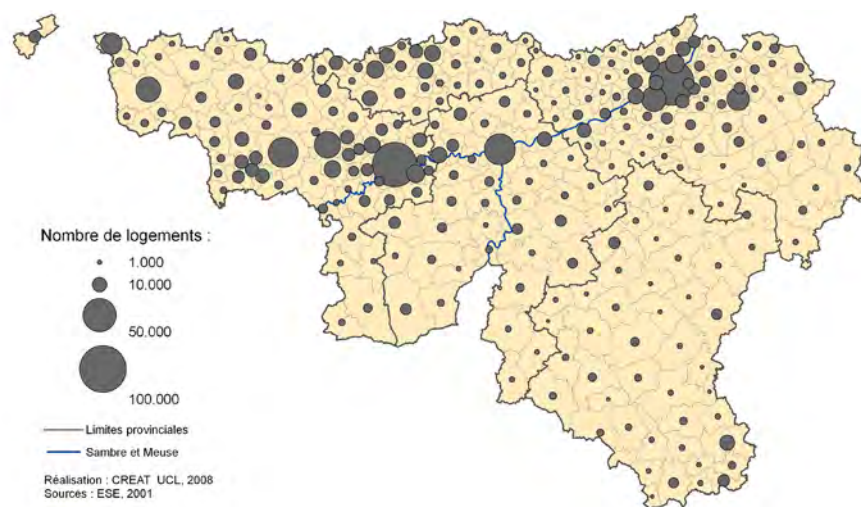 Nombre de logements :
1.000
10.000
50.000
100.000
Limites provinciales
Sambre et Meuse
Réalisation : CREAT UCL, 2008
Sources : ESE, 2001